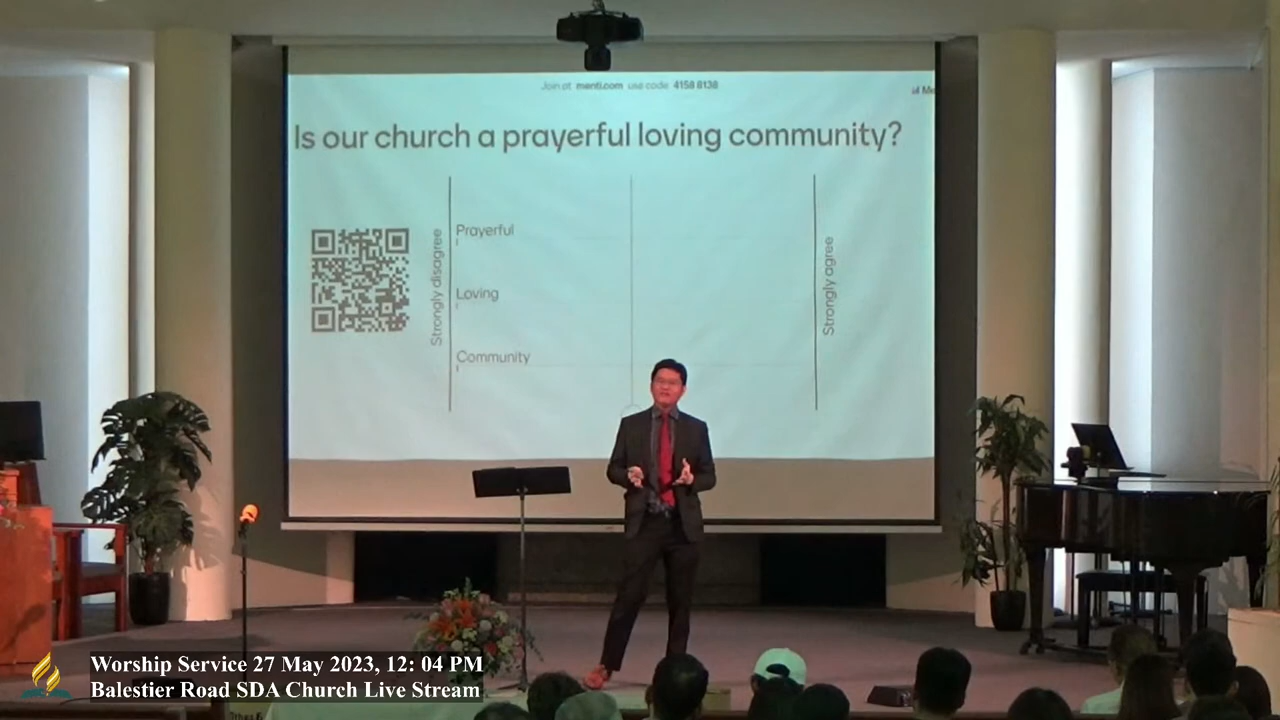 Join at menti.com use code 4158 8138
Is our church a prayerful loving community?
Strongly disagree
Prayerful
Loving
Community
Strongly agree
Worship Service 27 May 2023, 12: 04 PM
Balestier Road SDA Church Live Stream